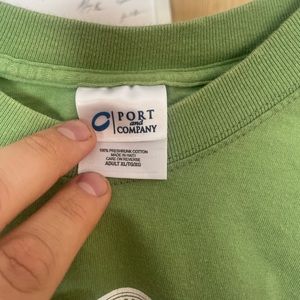 PORT
and
COMPANY
100% PRESHRUNK COTTON
MADE IN HAITI
CARE ON REVERSE
ADULT XL/TG/XG